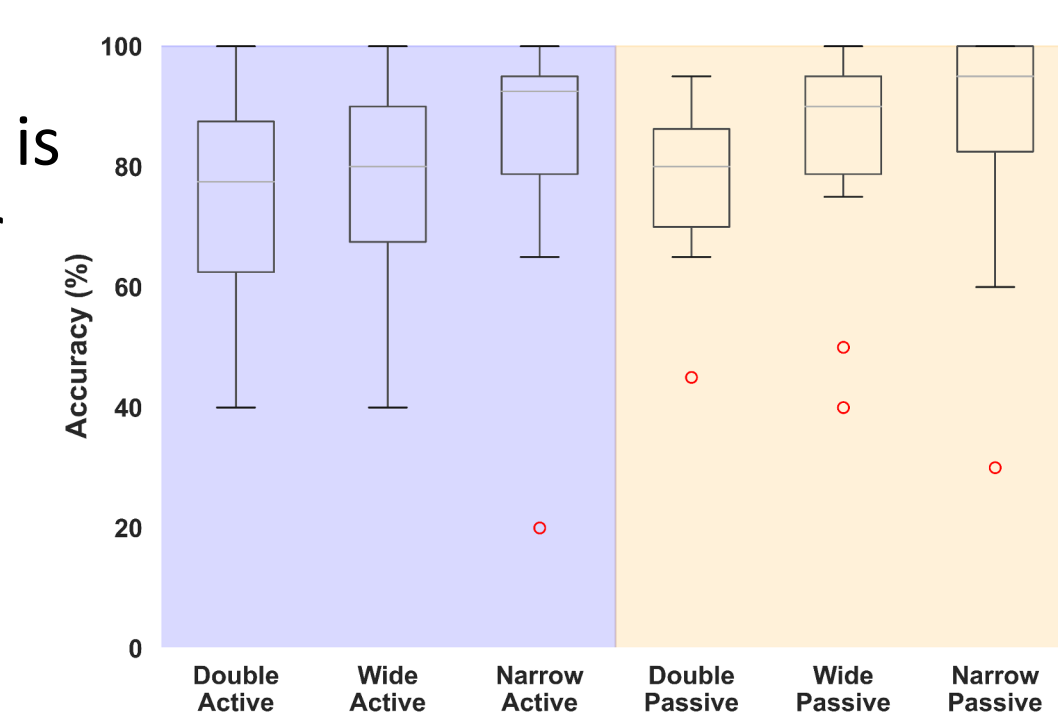 is
Accuracy (%)
100
80
60
40
20
0
Double
Active
Wide
Active
Narrow
Active
Double
Passive
Wide
Passive
Narrow
Passive